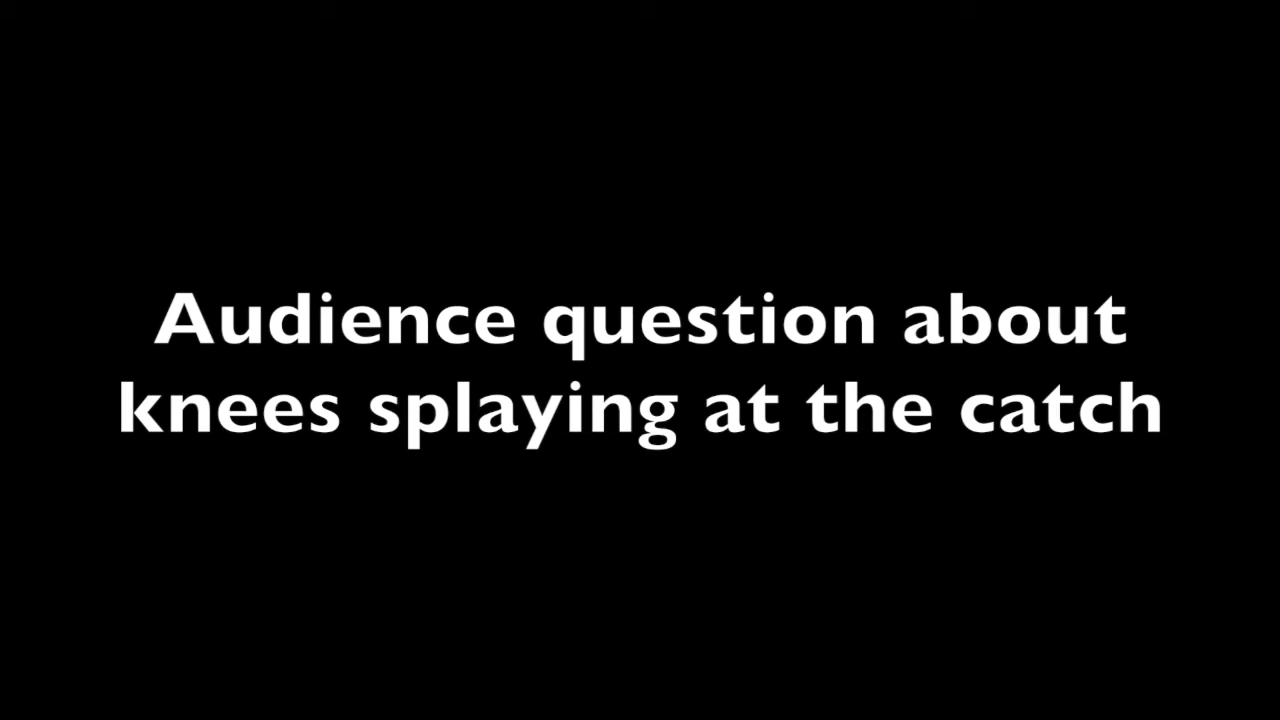 Audience question about
knees splaying at the catch